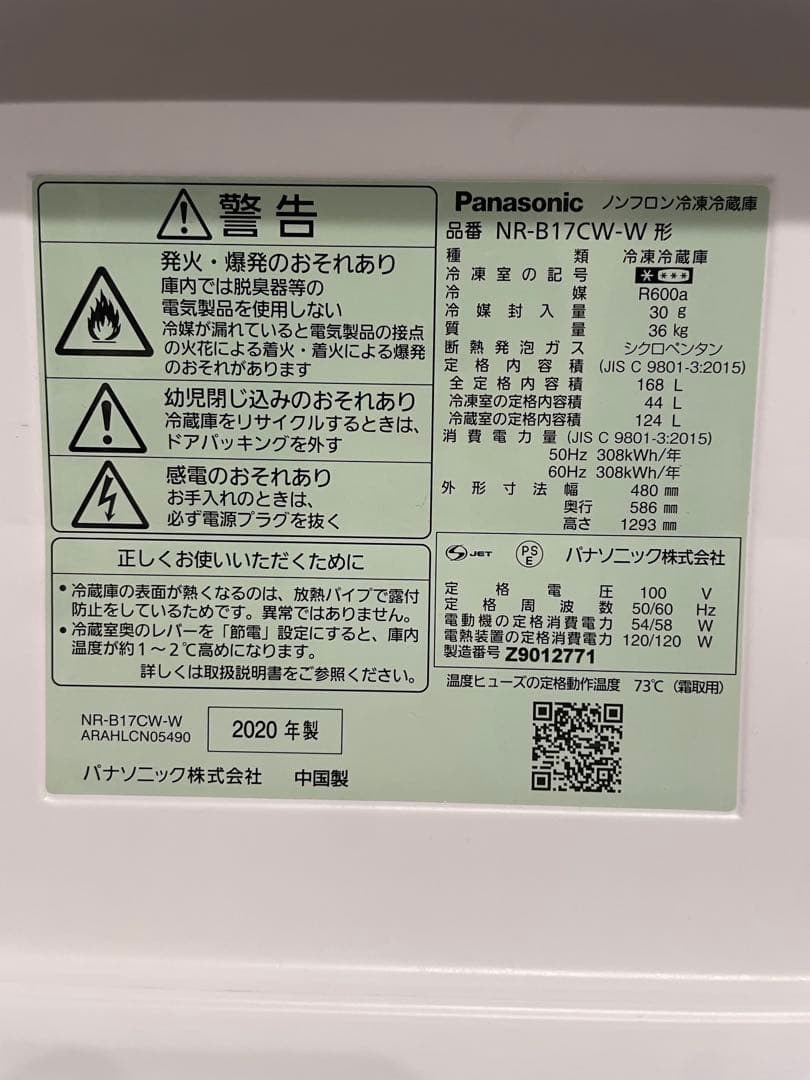 警告
発火・爆発のおそれあり
庫内では脱臭器等の
電気製品を使用しない
冷媒が漏れていると電気製品の接点
の火花による着火・着火による爆発
のおそれがあります
幼児閉じ込みのおそれあり
冷蔵庫をリサイクルするときは、
ドアパッキングを外す
感電のおそれあり
お手入れのときは、
必ず電源プラグを抜く
正しくお使いいただくために
• 冷蔵庫の表面が熱くなるのは、放熱パイプで露付
防止をしているためです。異常ではありません。
• 冷蔵室奥のレバーを「節電」設定にすると、庫内
温度が約1〜2℃高めになります。
詳しくは取扱説明書をご参照ください。
NR-B17CW-W
ARAHLCN05490
2020 年製
パナソニック株式会社 中国製
Panasonic ノンフロン冷凍冷蔵庫
品番 NR-B17CW-W 形
種類 冷凍冷蔵庫
冷凍室の記号 * ***
冷媒 R600a
冷媒封入量 30 g
質量 36 kg
断熱発泡ガス シクロペンタン
定格内容積 (JIS C 9801-3:2015)
全定格内容積 168 L
冷凍室の定格内容積 44 L
冷蔵室の定格内容積 124 L
消費電力量 (JIS C 9801-3:2015)
50Hz 308kWh/年
60Hz 308kWh/年
外形寸法 幅 480 mm
奥行 586 mm
高さ 1293 mm
S JET PS E パナソニック株式会社
定格電圧 100 V
定格周波数 50/60 Hz
電動機の定格消費電力 54/58 W
電熱装置の定格消費電力 120/120 W
製造番号 Z9012771
温度ヒューズの定格動作温度 73℃ (霜取用)